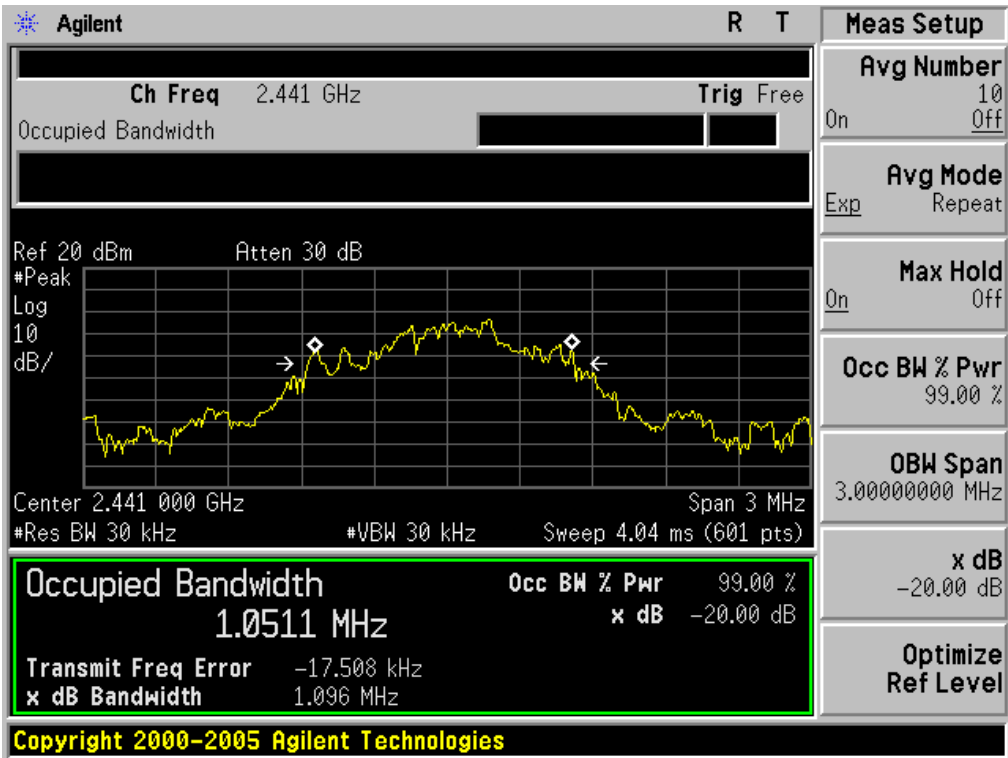 Agilent R T
Ch Freq 2.441 GHz Trig Free
Occupied Bandwidth
Ref 20 dBm Atten 30 dB
#Peak
Log
10
dB/
Center 2.441 000 GHz Span 3 MHz
#Res BW 30 kHz #VBW 30 kHz Sweep 4.04 ms (601 pts)
Occupied Bandwidth Occ BW % Pwr 99.00 %
1.0511 MHz x dB -20.00 dB
Transmit Freq Error -17.508 kHz
x dB Bandwidth 1.096 MHz
Copyright 2000-2005 Agilent Technologies
Meas Setup
Avg Number
10
On Off
Avg Mode
Exp Repeat
Max Hold
On Off
Occ BW % Pwr
99.00 %
OBW Span
3.00000000 MHz
x dB
-20.00 dB
Optimize
Ref Level